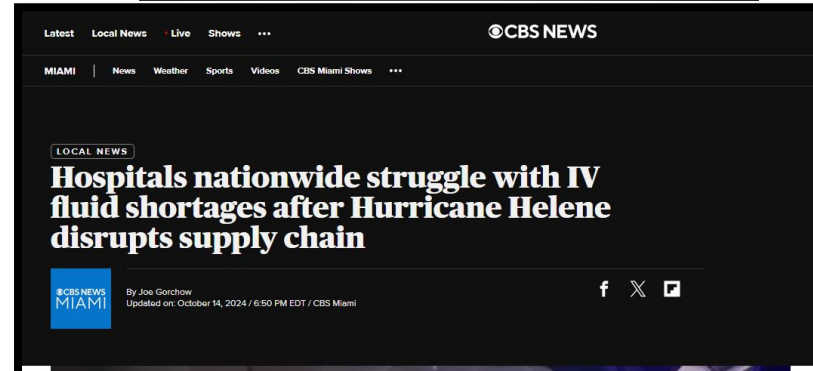 Latest Local News Live Shows ...
CBS NEWS
MIAMI | News Weather Sports Videos CBS Miami Shows ...
LOCAL NEWS
Hospitals nationwide struggle with IV
fluid shortages after Hurricane Helene
disrupts supply chain
CBS NEWS
MIAMI
By Joe Gorchow
Updated on: October 14, 2024 / 6:50 PM EDT / CBS Miami